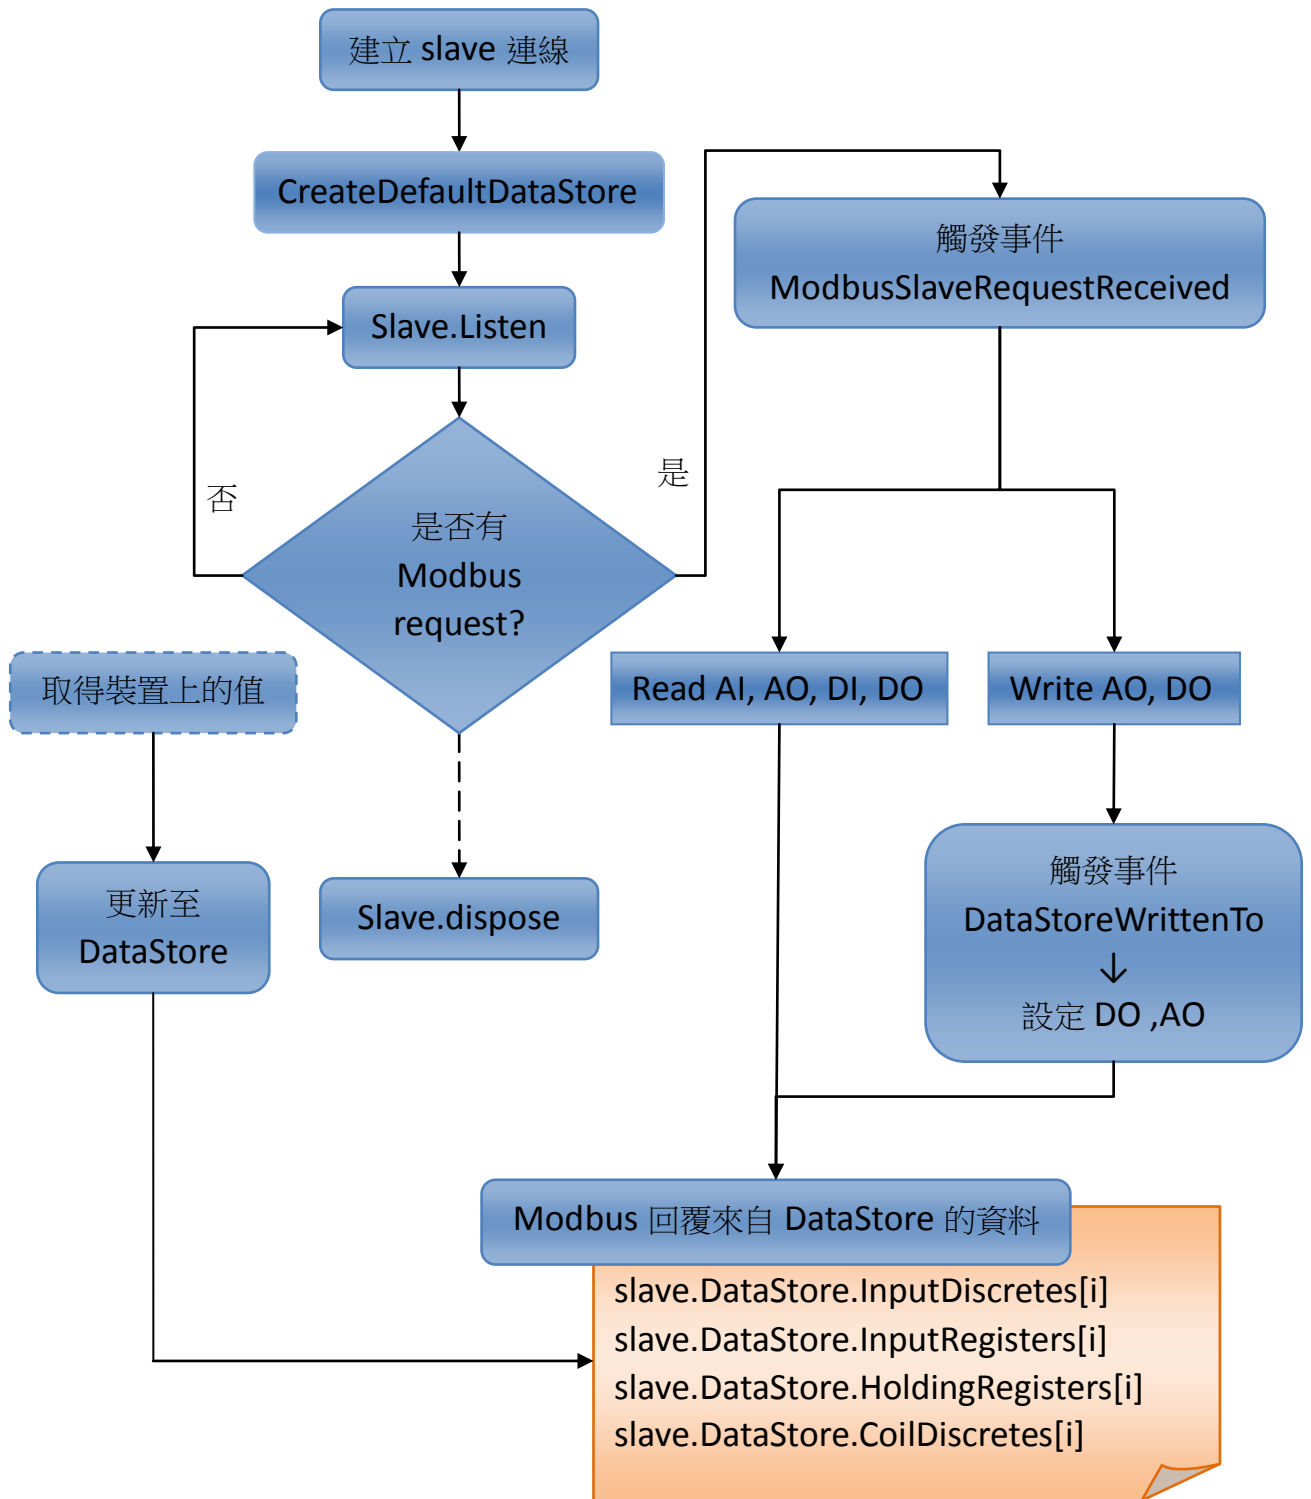 建立 slave 連線
CreateDefaultDataStore
Slave.Listen
否
是否有
Modbus
request?
是
觸發事件
ModbusSlaveRequestReceived
Read AI, AO, DI, DO
Write AO, DO
取得裝置上的值
更新至
DataStore
Slave.dispose
觸發事件
DataStoreWrittenTo
↓
設定 DO ,AO
Modbus 回覆來自 DataStore 的資料
slave.DataStore.InputDiscretes[i]
slave.DataStore.InputRegisters[i]
slave.DataStore.HoldingRegisters[i]
slave.DataStore.CoilDiscretes[i]